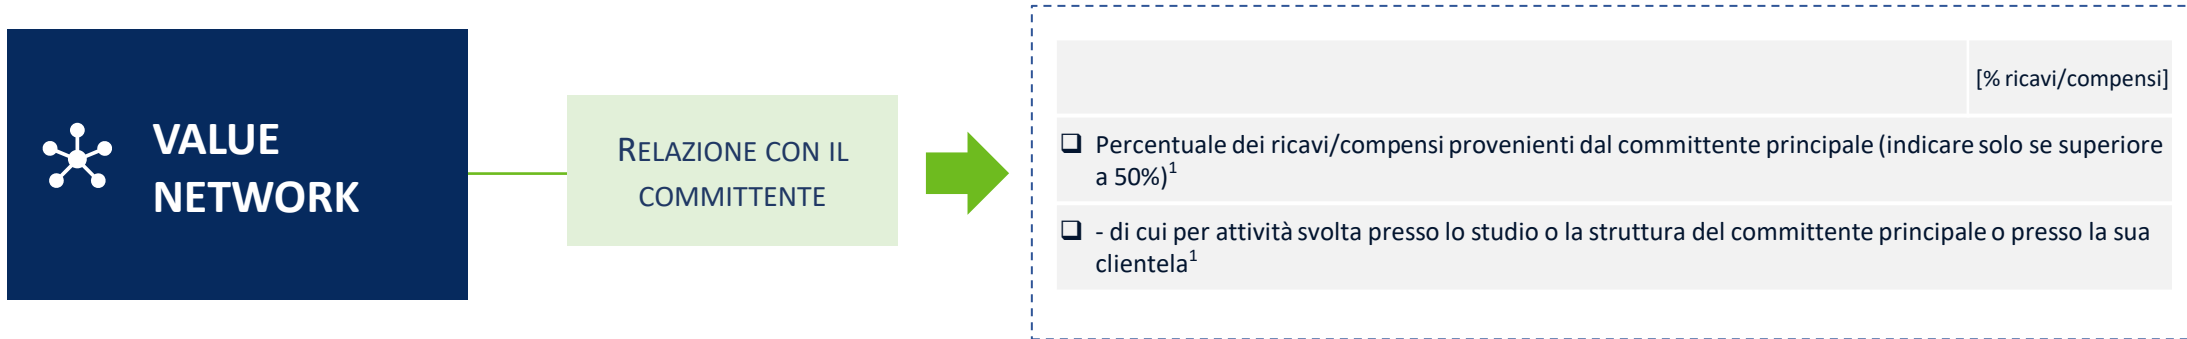 VALUE
NETWORK
RELAZIONE CON IL
COMMITTENTE
[% ricavi/compensi]
❑ Percentuale dei ricavi/compensi provenienti dal committente principale (indicare solo se superiore
a 50%)¹
❑ - di cui per attività svolta presso lo studio o la struttura del committente principale o presso la sua
clientela¹